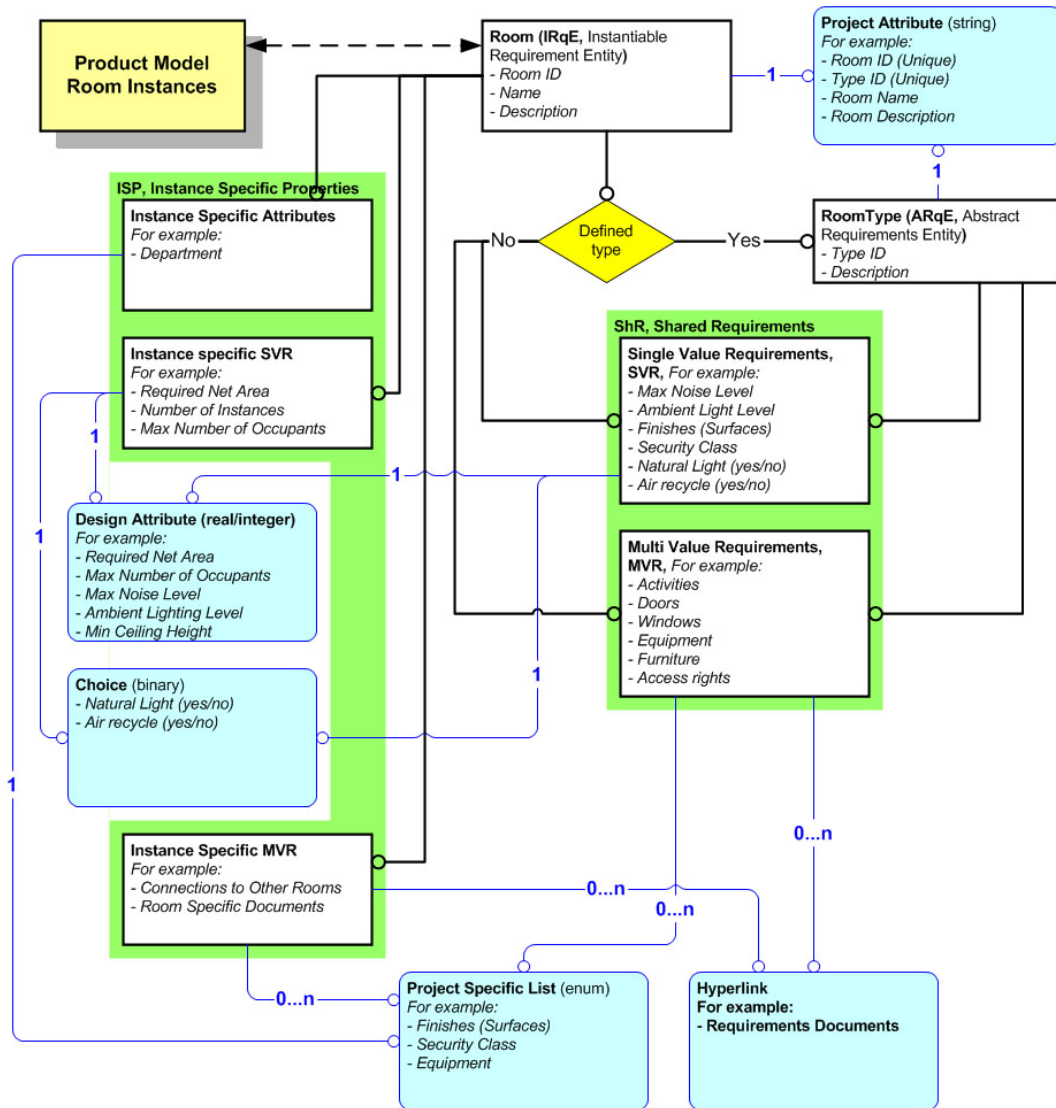 Product Model
Room Instances
Room (IRqE, Instantiable
Requirement Entity)
- Room ID
- Name
- Description
1
Project Attribute (string)
For example:
- Room ID (Unique)
- Type ID (Unique)
- Room Name
- Room Description
1
ISP, Instance Specific Properties
Instance Specific Attributes
For example:
- Department
No
Defined
type
Yes
RoomType (ARqE, Abstract
Requirements Entity)
- Type ID
- Description
Instance specific SVR
For example:
- Required Net Area
- Number of Instances
- Max Number of Occupants
ShR, Shared Requirements
Single Value Requirements,
SVR, For example:
- Max Noise Level
- Ambient Light Level
- Finishes (Surfaces)
- Security Class
- Natural Light (yes/no)
- Air recycle (yes/no)
1
1
1
Design Attribute (real/integer)
For example:
- Required Net Area
- Max Number of Occupants
- Max Noise Level
- Ambient Lighting Level
- Min Ceiling Height
Multi Value Requirements,
MVR, For example:
- Activities
- Doors
- Windows
- Equipment
- Furniture
- Access rights
Choice (binary)
- Natural Light (yes/no)
- Air recycle (yes/no)
1
1
Instance Specific MVR
For example:
- Connections to Other Rooms
- Room Specific Documents
0...n
0...n
0...n
0...n
Project Specific List (enum)
For example:
- Finishes (Surfaces)
- Security Class
- Equipment
Hyperlink
For example:
- Requirements Documents